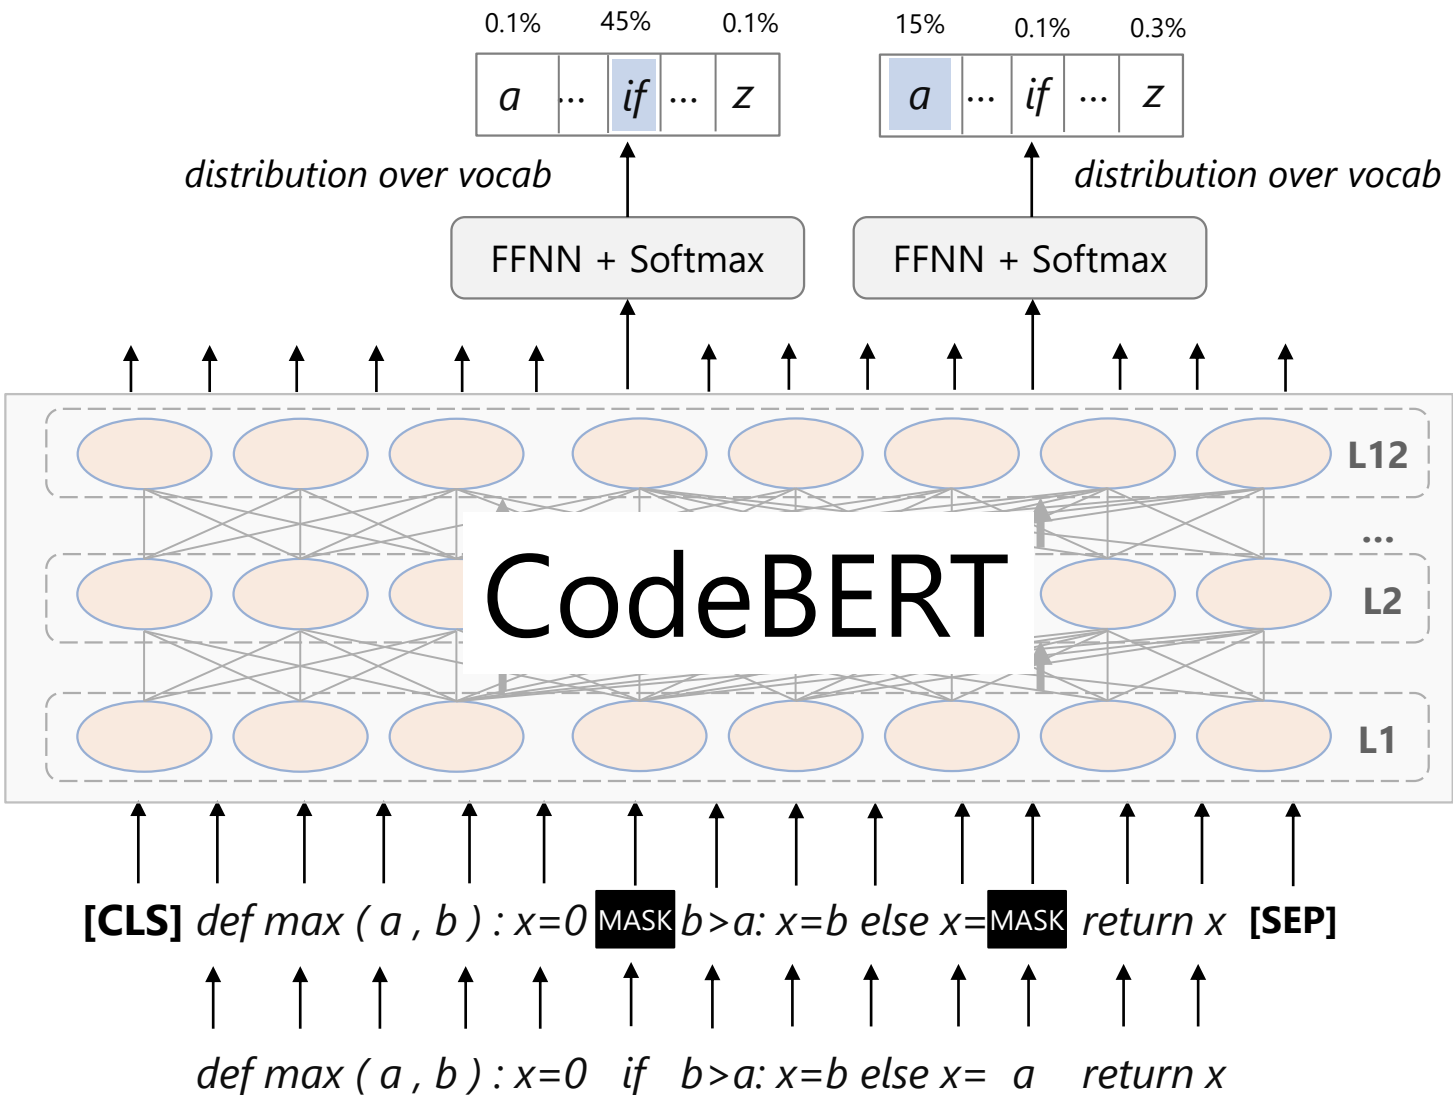 0.1% 45% 0.1% 15% 0.1% 0.3%
a ... if ... z a ... if ... z
distribution over vocab distribution over vocab
FFNN + Softmax FFNN + Softmax
L12
...
CodeBERT
L2
L1
[CLS] def max ( a , b ) : x=0 MASK b>a: x=b else x= MASK return x [SEP]
def max ( a , b ) : x=0 if b>a: x=b else x= a return x